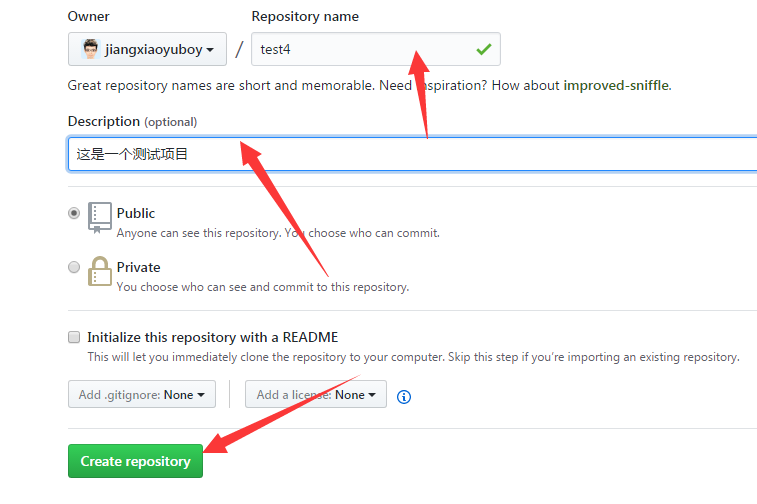 Owner
Repository name
jiangxiaoyuboy / test4
Great repository names are short and memorable. Need inspiration? How about improved-sniffle.
Description (optional)
这是一个测试项目
Public
Anyone can see this repository. You choose who can commit.
Private
You choose who can see and commit to this repository.
Initialize this repository with a README
This will let you immediately clone the repository to your computer. Skip this step if you're importing an existing repository.
Add .gitignore: None
Add a license: None
Create repository